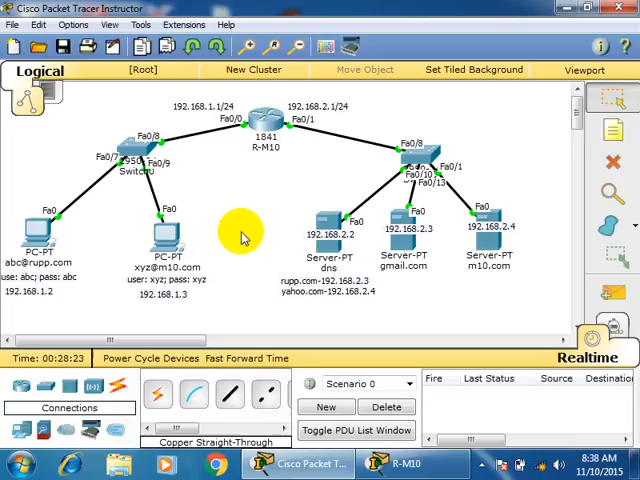 Cisco Packet Tracer Instructor
File Edit Options View Tools Extensions Help
Logical [Root] New Cluster Move Object Set Tiled Background Viewport
192.168.1.1/24 192.168.2.1/24
Fa0/0 Fa0/1
1841
R-M10
Fa0/8 Fa0/8
Fa0/7 Fa0/9
Fa0/10 Fa0/1
Fa0/13
Fa0 Fa0
PC-PT
abc@rupp.com
use: abc; pass: abc
192.168.1.2
PC-PT
xyz@m10.com
user: xyz; pass: xyz
192.168.1.3
Fa0 Fa0 Fa0
192.168.2.2 192.168.2.3 192.168.2.4
Server-PT
dns
rupp.com-192.168.2.3
yahoo.com-192.168.2.4
Server-PT
gmail.com
Server-PT
m10.com
Time: 00:28:23 Power Cycle Devices Fast Forward Time Realtime
Connections
Copper Straight-Through
Scenario 0
New Delete
Toggle PDU List Window
Fire Last Status Source Destination
Cisco Packet T... R-M10
8:38 AM
11/10/2015